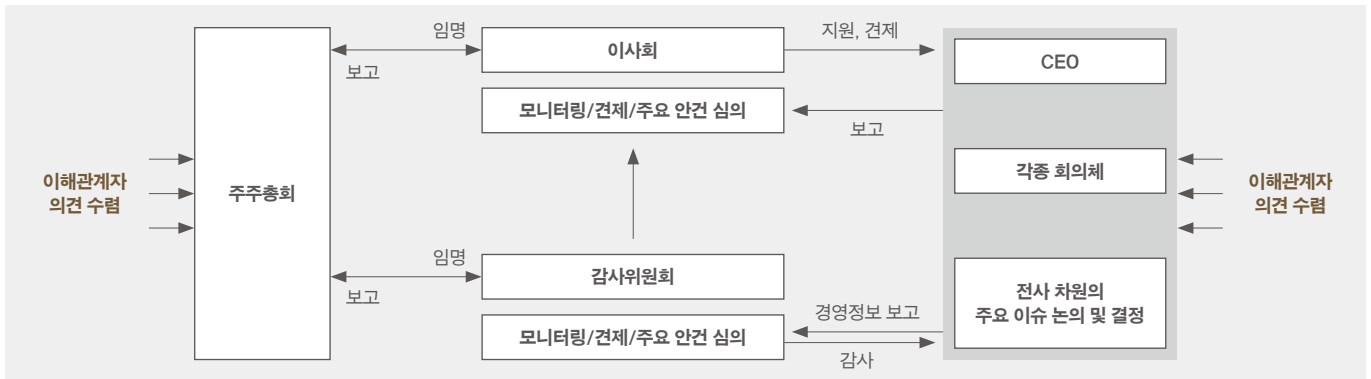 이해관계자
의견 수렴
주주총회
임명
보고
이사회
모니터링/견제/주요 안건 심의
임명
보고
감사위원회
모니터링/견제/주요 안건 심의
지원, 견제
보고
경영정보 보고
감사
CEO
각종 회의체
전사 차원의
주요 이슈 논의 및 결정
이해관계자
의견 수렴